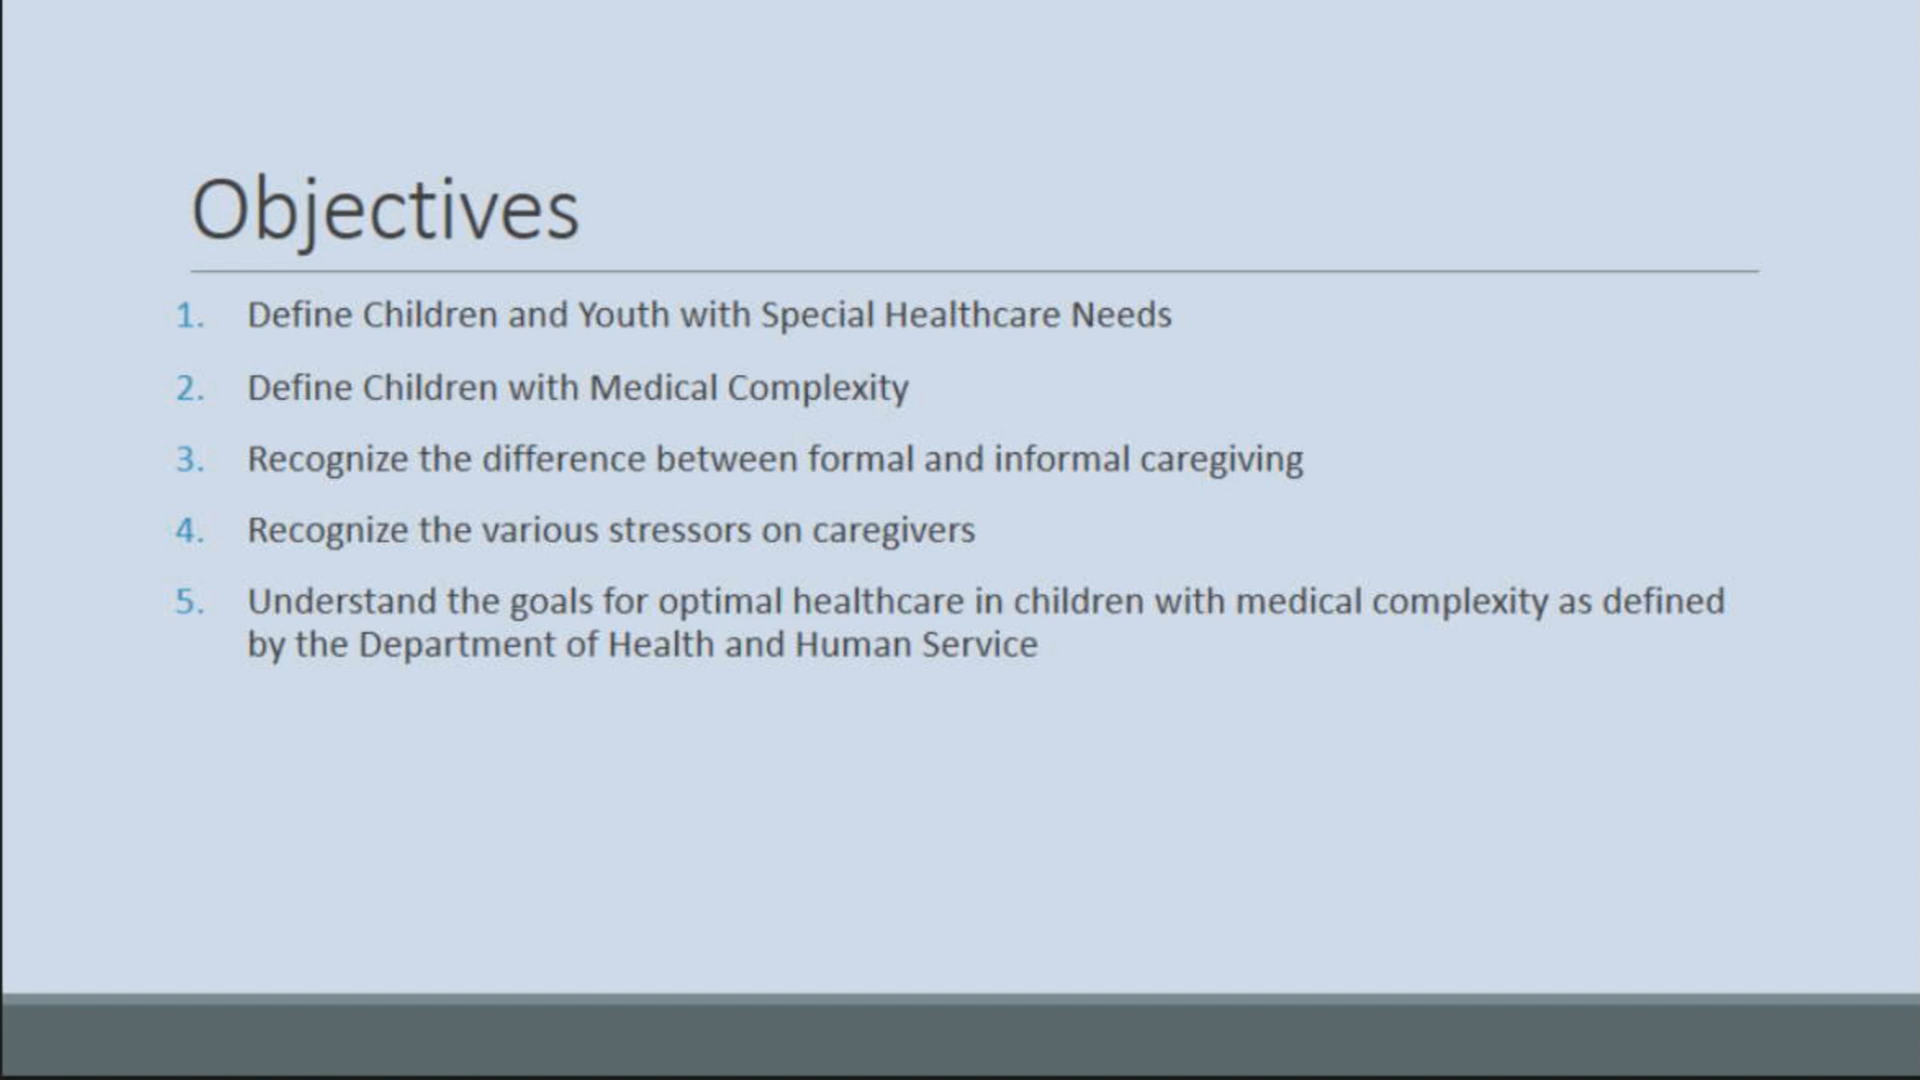 Objectives
1. Define Children and Youth with Special Healthcare Needs
2. Define Children with Medical Complexity
3. Recognize the difference between formal and informal caregiving
4. Recognize the various stressors on caregivers
5. Understand the goals for optimal healthcare in children with medical complexity as defined
by the Department of Health and Human Service